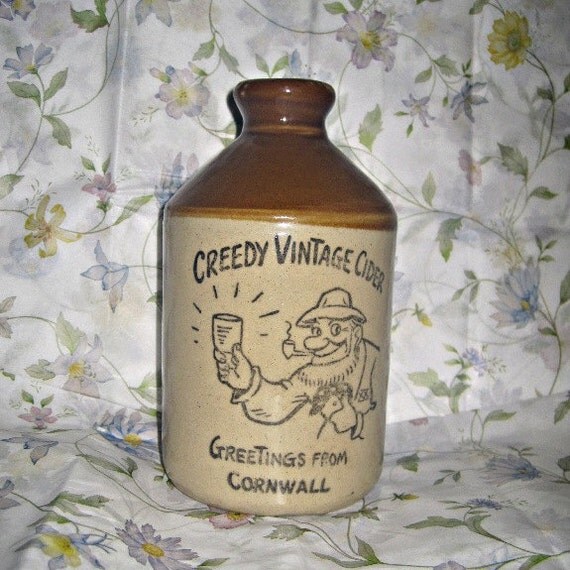 CREEDY VINTAGE CIDER
GREETINGS FROM
CORNWALL